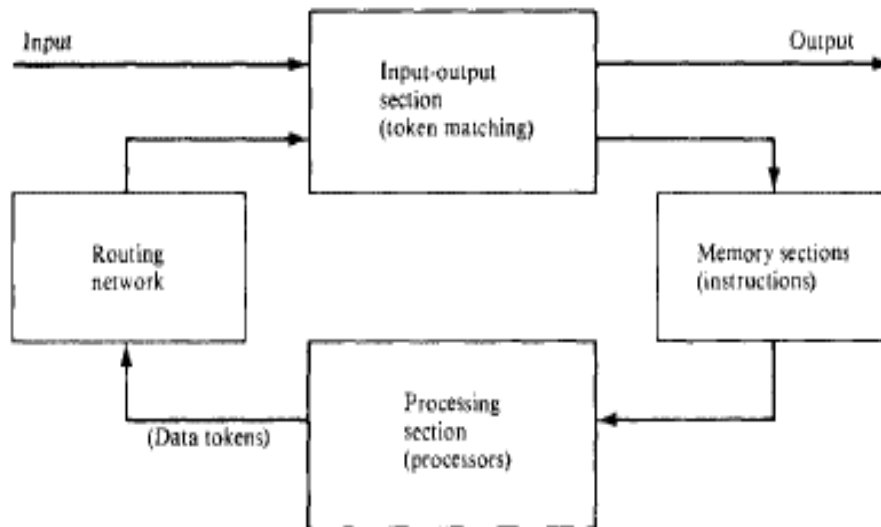 Input
Output
Input-output
section
(token matching)
Routing
network
Memory sections
(instructions)
Processing
section
(processors)
(Data tokens)